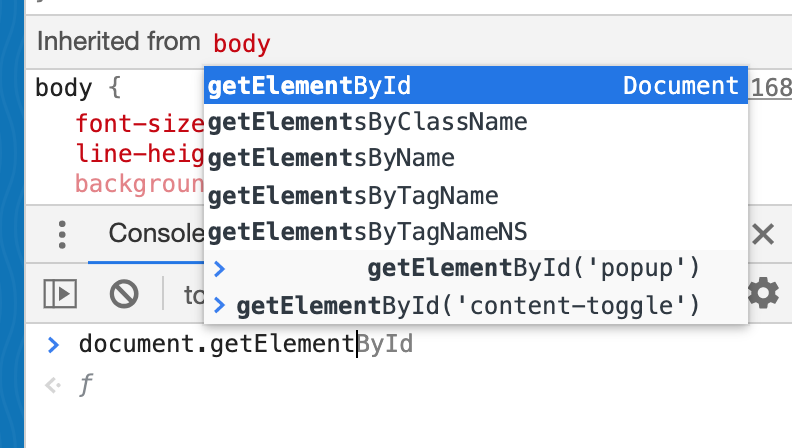 Inherited from body
body {
168
font-size
line-heig
backgroun
getElementById Document
getElementsByClassName
getElementsByName
getElementsByTagName
getElementsByTagNameNS
> getElementById('popup')
> getElementById('content-toggle')
Console
to
> document.getElementById
f